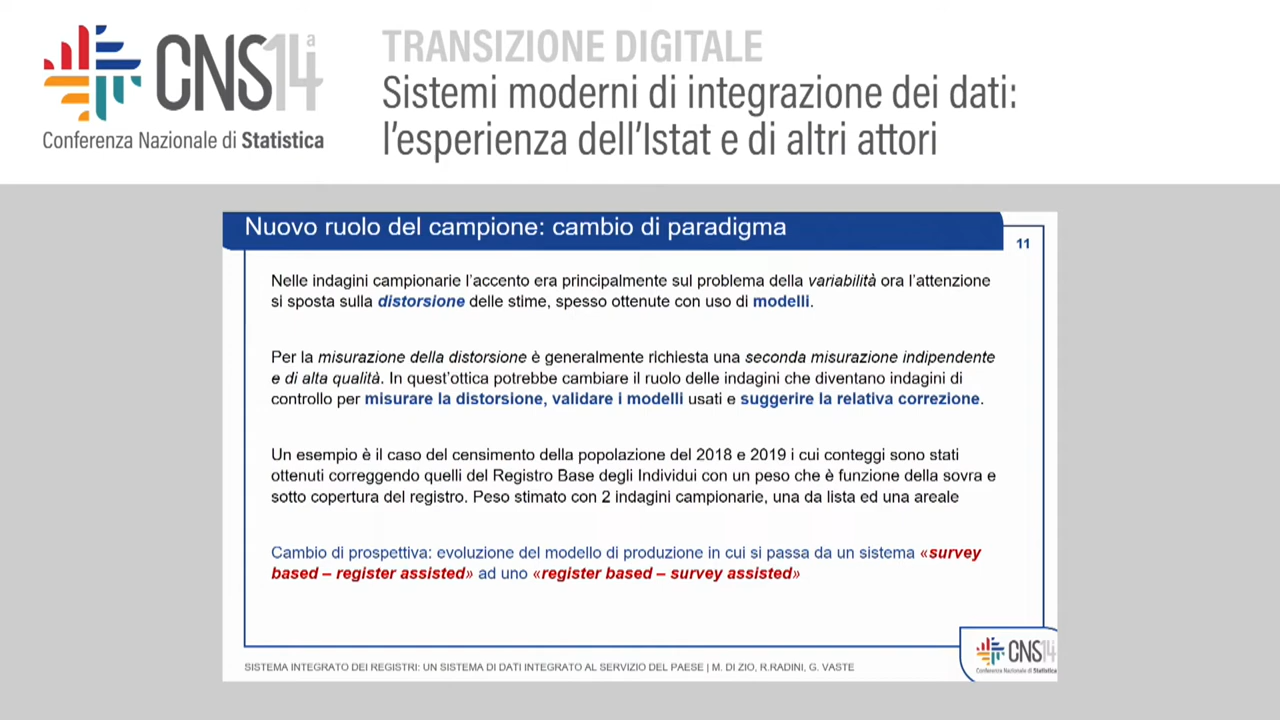 CNS14ª
Conferenza Nazionale di Statistica
TRANSIZIONE DIGITALE
Sistemi moderni di integrazione dei dati:
l’esperienza dell’Istat e di altri attori
Nuovo ruolo del campione: cambio di paradigma
11
Nelle indagini campionarie l’accento era principalmente sul problema della variabilità ora l’attenzione
si sposta sulla distorsione delle stime, spesso ottenute con uso di modelli.
Per la misurazione della distorsione è generalmente richiesta una seconda misurazione indipendente
e di alta qualità. In quest’ottica potrebbe cambiare il ruolo delle indagini che diventano indagini di
controllo per misurare la distorsione, validare i modelli usati e suggerire la relativa correzione.
Un esempio è il caso del censimento della popolazione del 2018 e 2019 i cui conteggi sono stati
ottenuti correggendo quelli del Registro Base degli Individui con un peso che è funzione della sovra e
sotto copertura del registro. Peso stimato con 2 indagini campionarie, una da lista ed una areale
Cambio di prospettiva: evoluzione del modello di produzione in cui si passa da un sistema «survey
based – register assisted» ad uno «register based – survey assisted»
SISTEMA INTEGRATO DEI REGISTRI: UN SISTEMA DI DATI INTEGRATO AL SERVIZIO DEL PAESE | M. DI ZIO, R.RADINI, G. VASTE
CNS14
Conferenza Nazionale di Statistica